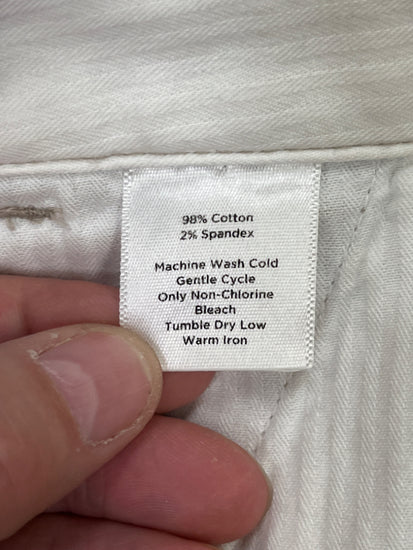 98% Cotton
2% Spandex
Machine Wash Cold
Gentle Cycle
Only Non-Chlorine
Bleach
Tumble Dry Low
Warm Iron